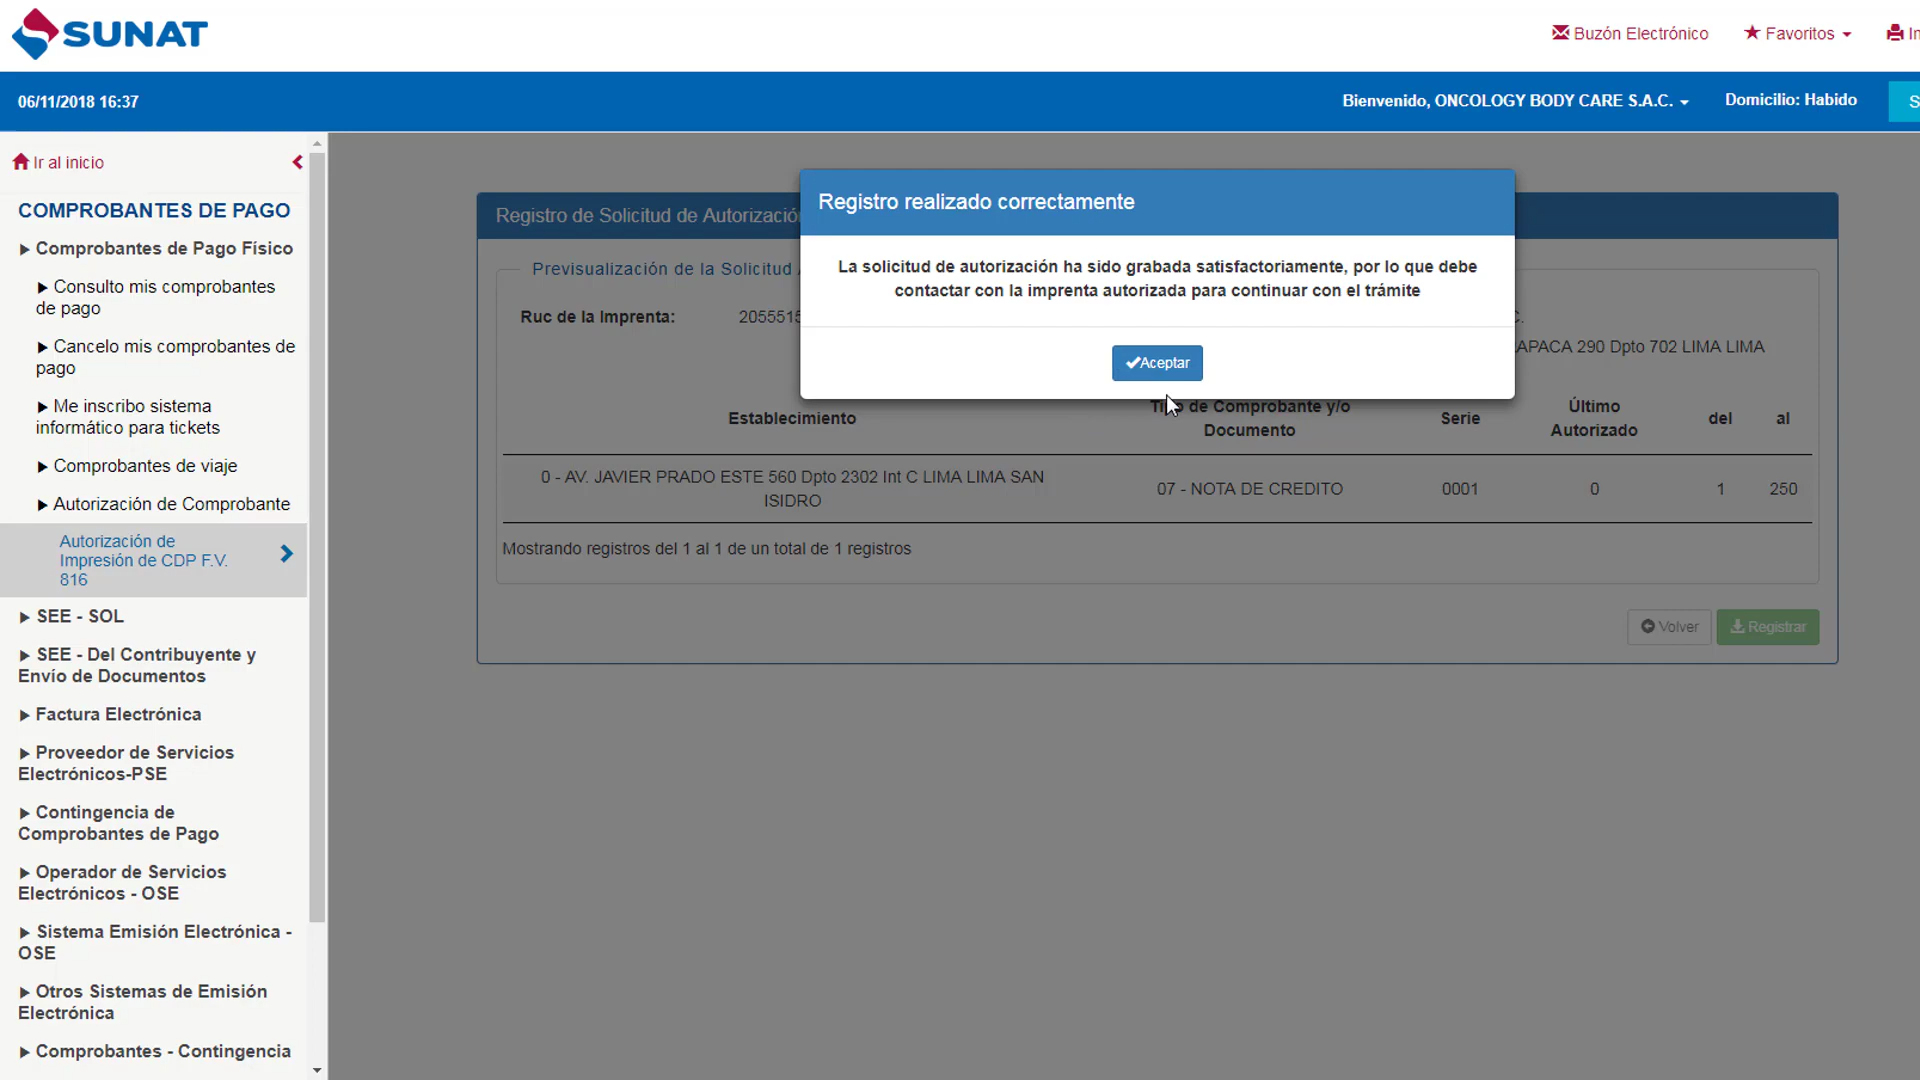 SUNAT
Buzón Electrónico
Favoritos
06/11/2018 16:37
Bienvenido, ONCOLOGY BODY CARE S.A.C.
Domicilio: Habido
Ir al inicio
COMPROBANTES DE PAGO
Comprobantes de Pago Físico
Consulto mis comprobantes
de pago
Cancelo mis comprobantes de
pago
Me inscribo sistema
informático para tickets
Comprobantes de viaje
Autorización de Comprobante
Autorización de
Impresión de CDP F.V.
816
SEE - SOL
SEE - Del Contribuyente y
Envío de Documentos
Factura Electrónica
Proveedor de Servicios
Electrónicos-PSE
Contingencia de
Comprobantes de Pago
Operador de Servicios
Electrónicos - OSE
Sistema Emisión Electrónica -
OSE
Otros Sistemas de Emisión
Electrónica
Comprobantes - Contingencia
Registro realizado correctamente
La solicitud de autorización ha sido grabada satisfactoriamente, por lo que debe
contactar con la imprenta autorizada para continuar con el trámite
Aceptar
Registro de Solicitud de Autorización
Previsualización de la Solicitud
Ruc de la Imprenta: 2055515
C.
APACA 290 Dpto 702 LIMA LIMA
Establecimiento
Tipo de Comprobante y/o
Documento
Serie
Último
Autorizado
del
al
0 - AV. JAVIER PRADO ESTE 560 Dpto 2302 Int C LIMA LIMA SAN
ISIDRO
07 - NOTA DE CREDITO
0001
0
1
250
Mostrando registros del 1 al 1 de un total de 1 registros
Volver
Registrar